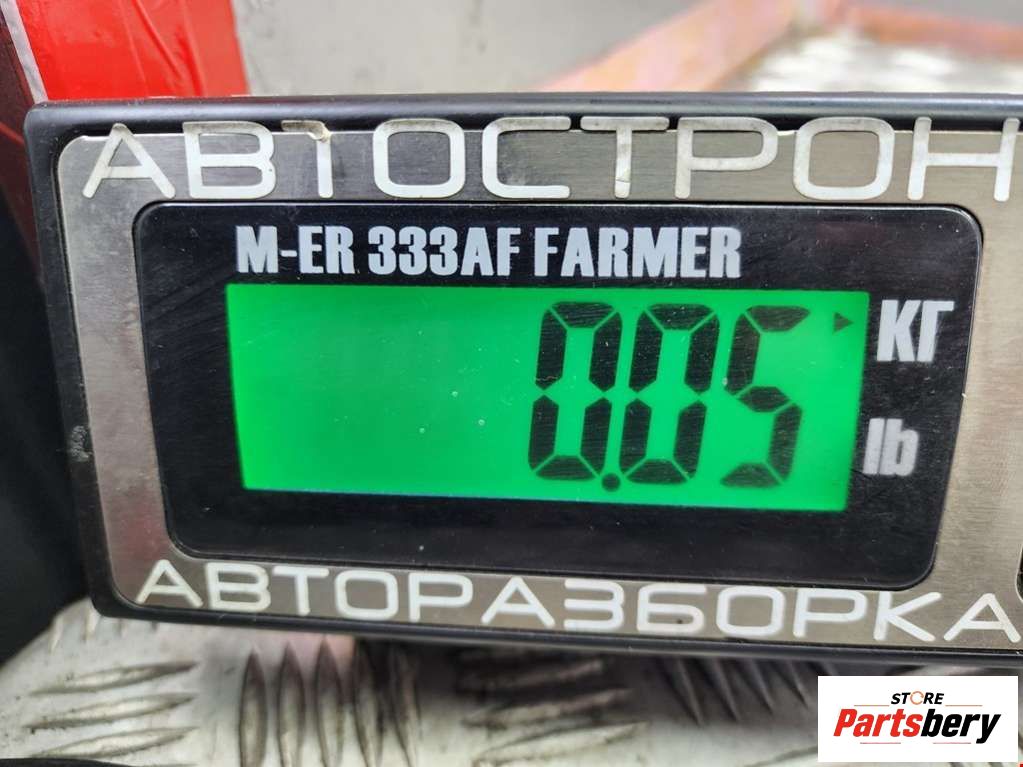 АВТОСТРОН
M-ER 333AF FARMER
0.05 КГ
lb
АВТОРАЗБОРКА
STORE
Partsbery